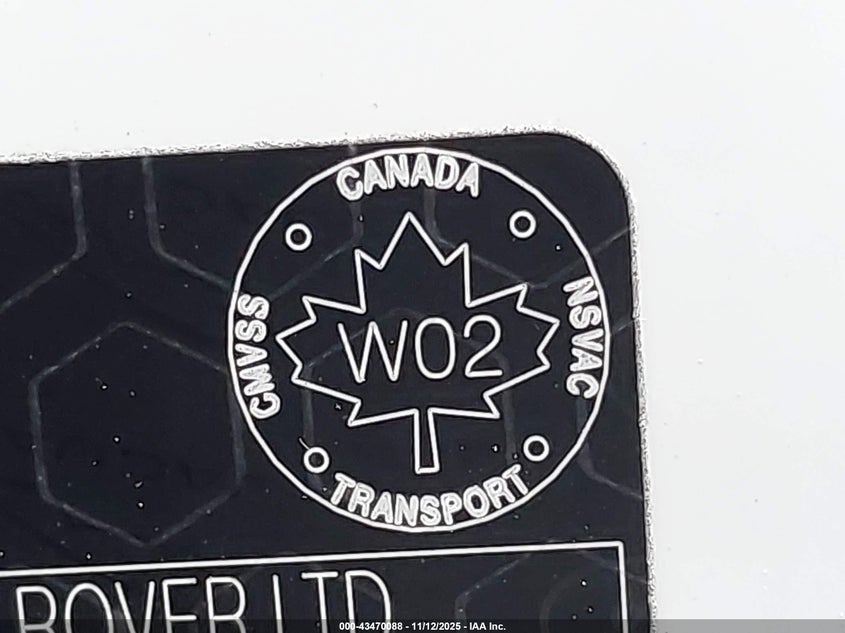 CANADA
CMVSS
NSVAC
W02
TRANSPORT
ROVER LTD
000-43470088 - 11/12/2025 - IAA Inc.